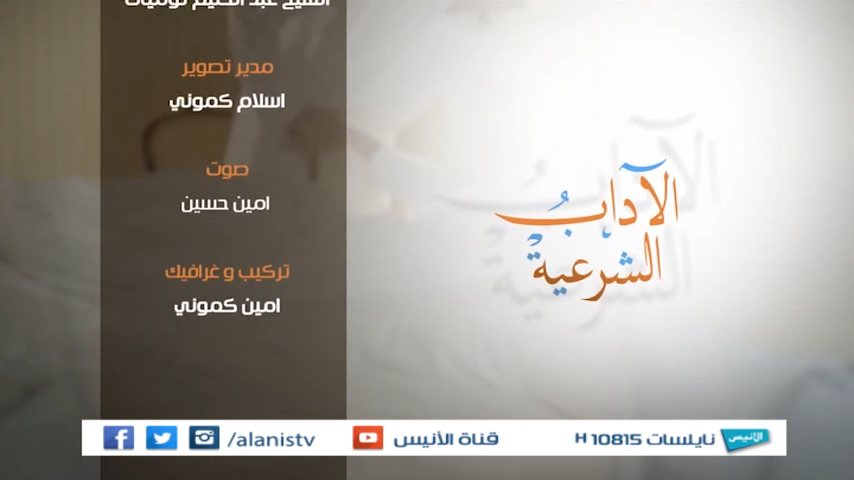 مدير تصوير
اسلام كموني
صوت
امين حسين
تركيب و غرافيك
امين كموني
الآدابُ
الشرعية
/alanistv
قناة الأنيس
نايلسات 10815 H
الأنيس